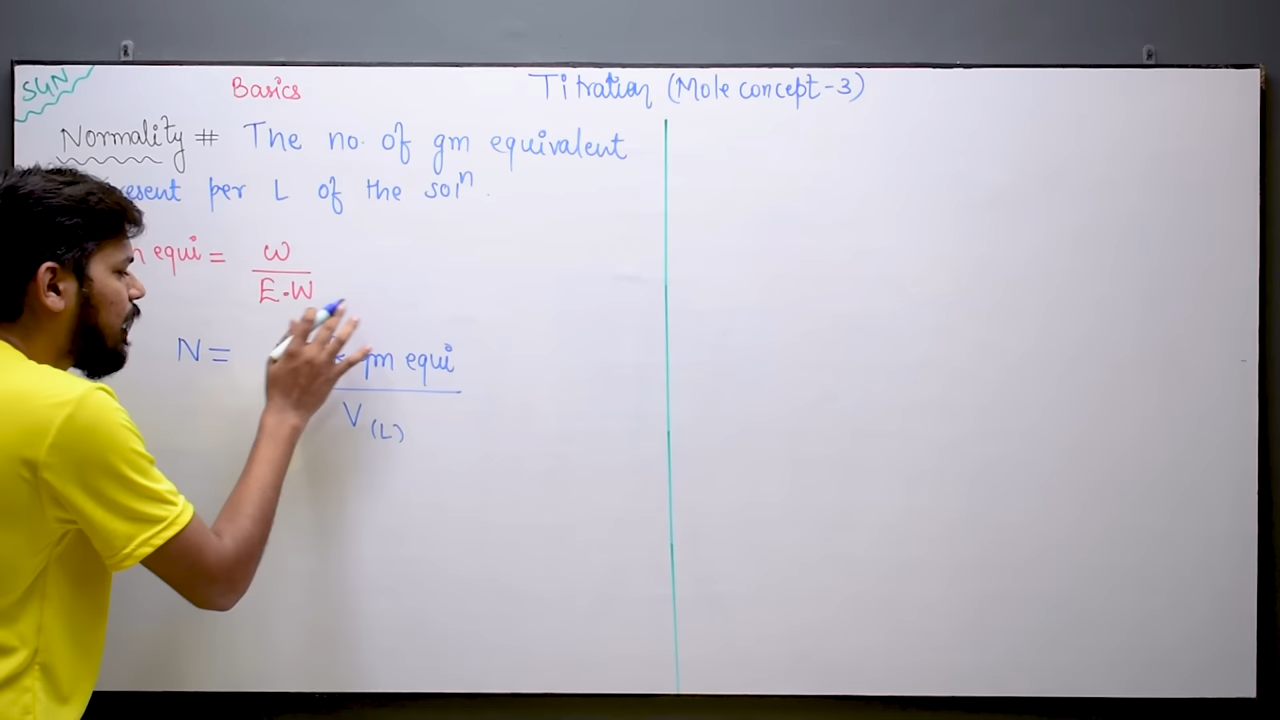 SGN
Basics
Titration (Mole concept-3)
Normality # The no. of gm equivalent
per L of the solⁿ.
equi = w
E.W
N = gm equi
V(L)